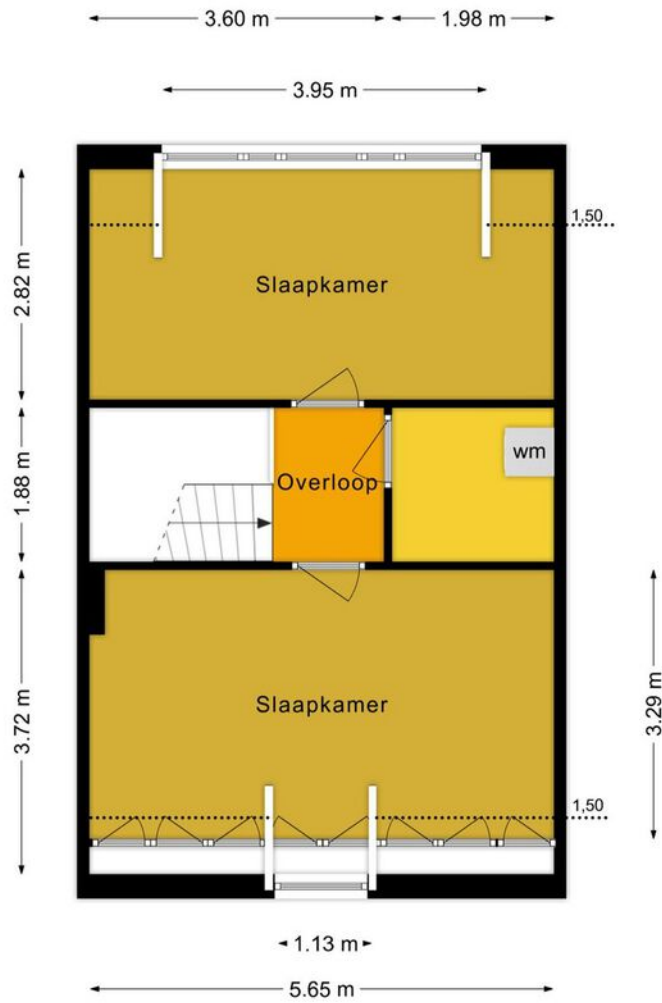 3.60 m
1.98 m
3.95 m
1,50
2.82 m
Slaapkamer
1.88 m
Overloop
wm
3.72 m
Slaapkamer
3.29 m
1,50
1.13 m
5.65 m